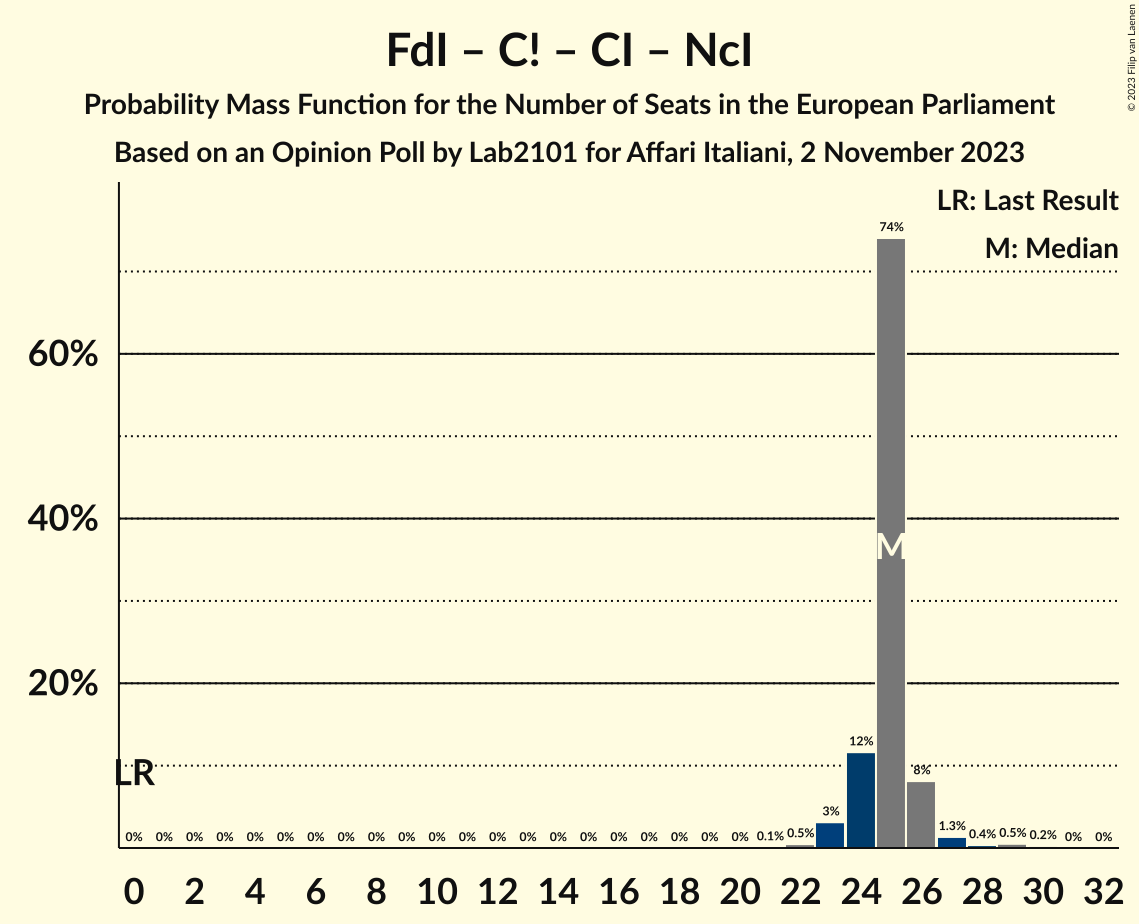 FdI – C! – CI – NcI
Probability Mass Function for the Number of Seats in the European Parliament
Based on an Opinion Poll by Lab2101 for Affari Italiani, 2 November 2023
© 2023 Filip van Laenen
LR: Last Result
M: Median
74%
60%
40%
M
20%
12%
8%
LR
3%
1.3%
0% 0% 0% 0% 0% 0% 0% 0% 0% 0% 0% 0% 0% 0% 0% 0% 0% 0% 0% 0% 0% 0.1% 0.5% 0.4% 0.5% 0.2% 0% 0%
0 2 4 6 8 10 12 14 16 18 20 22 24 26 28 30 32